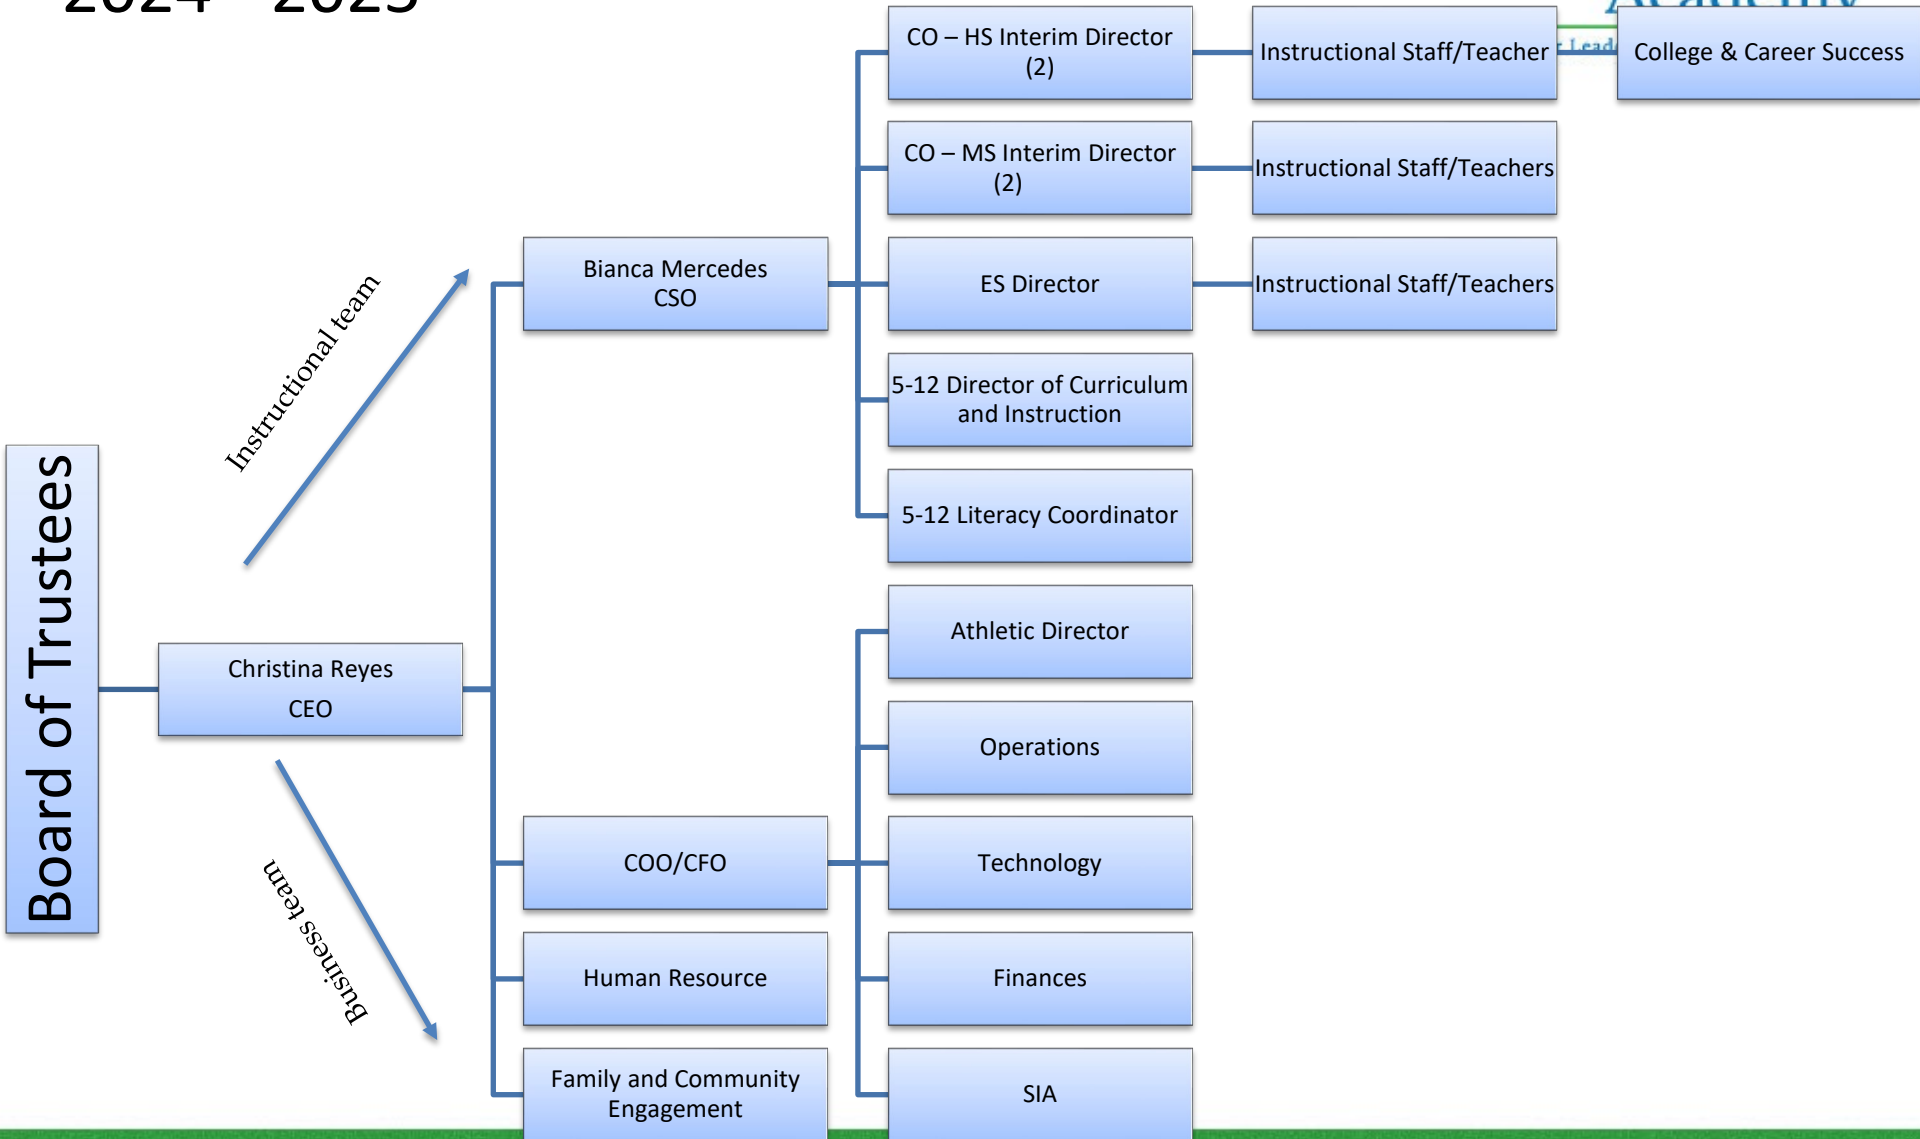 2024 - 2025
Academy
CO – HS Interim Director
(2)
Instructional Staff/Teacher
College & Career Success
CO – MS Interim Director
(2)
Instructional Staff/Teachers
Bianca Mercedes
CSO
ES Director
Instructional Staff/Teachers
Instructional team
5-12 Director of Curriculum
and Instruction
5-12 Literacy Coordinator
Board of Trustees
Christina Reyes
CEO
Athletic Director
Operations
Business team
COO/CFO
Technology
Human Resource
Finances
Family and Community
Engagement
SIA